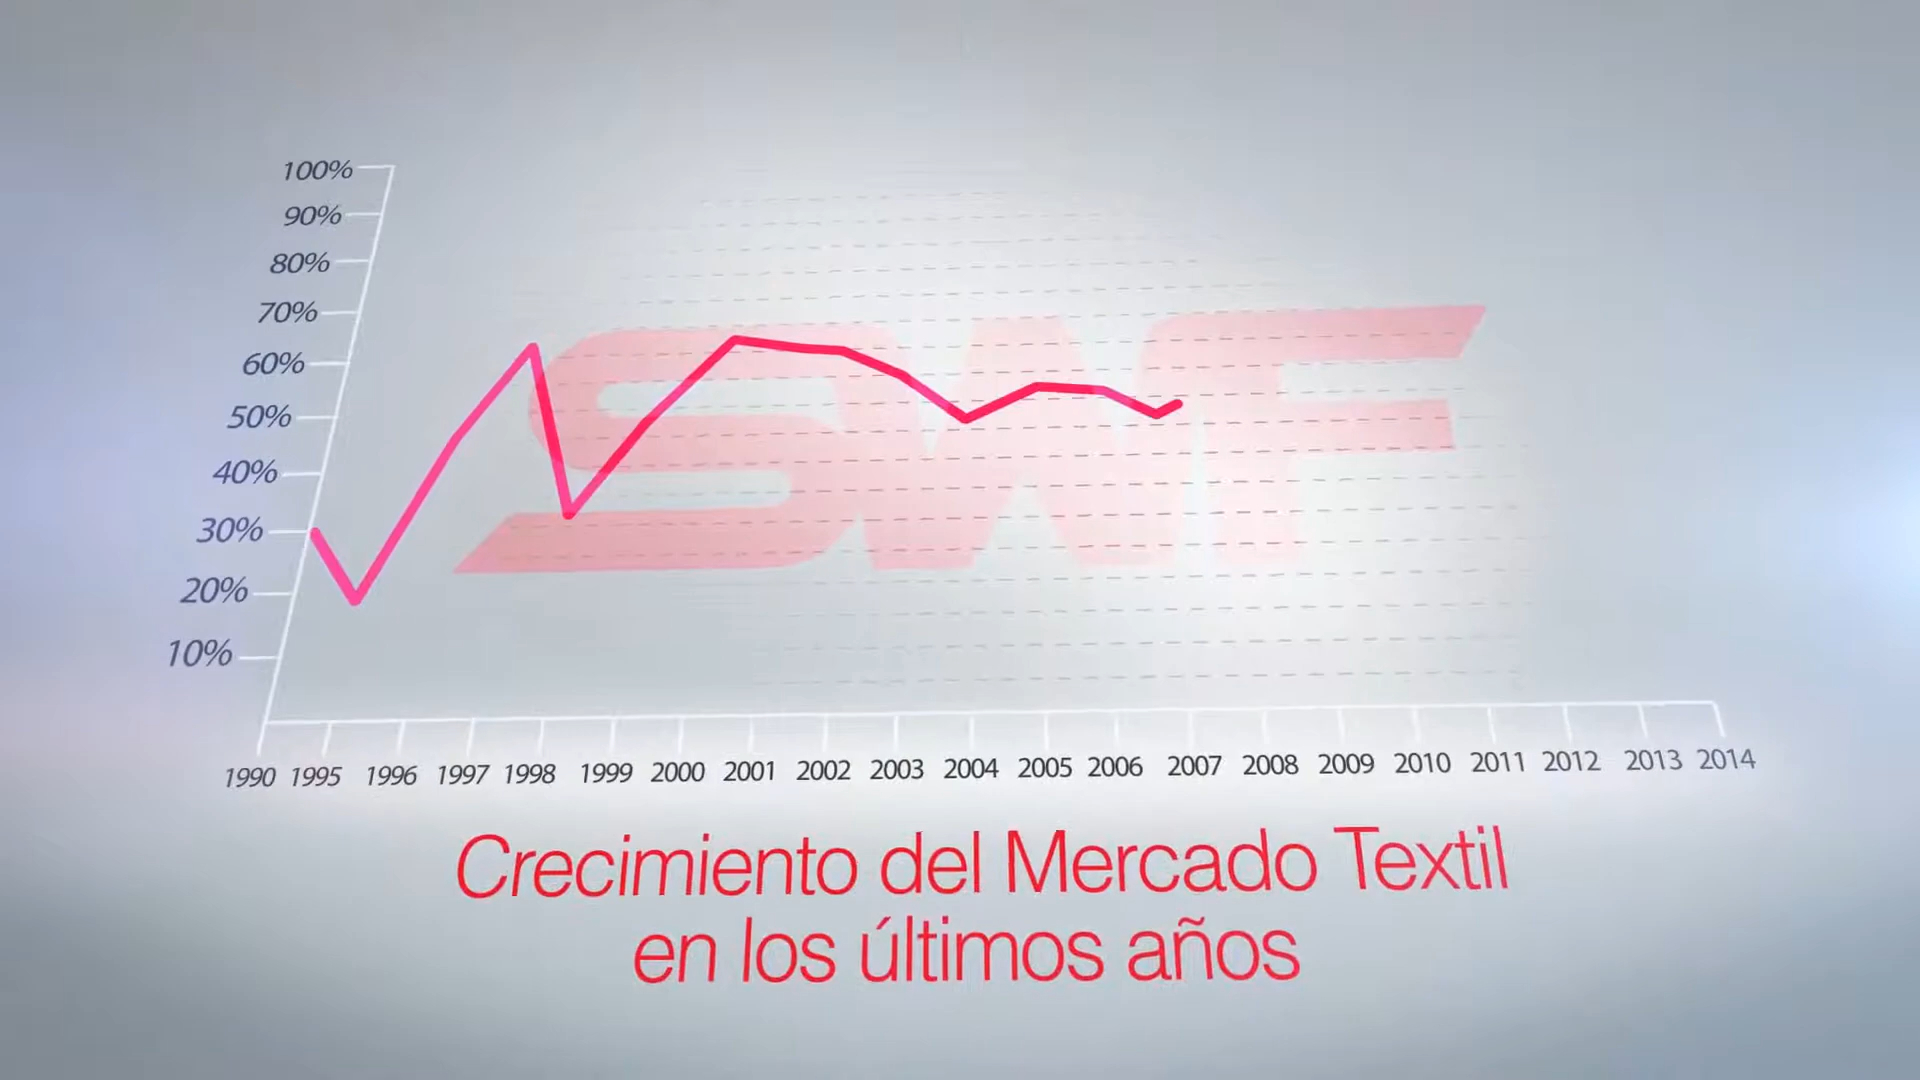 100%
90%
80%
70%
60%
50%
40%
30%
20%
10%
SWF
1990 1995 1996 1997 1998 1999 2000 2001 2002 2003 2004 2005 2006 2007 2008 2009 2010 2011 2012 2013 2014
Crecimiento del Mercado Textil
en los últimos años